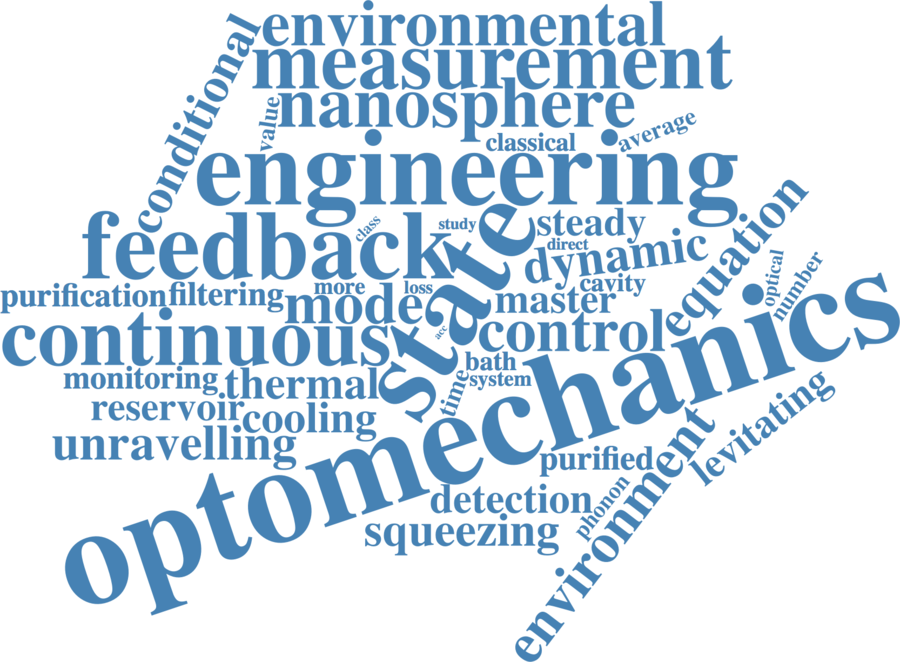 environmental
conditional
measurement
nanosphere
value
classical
average
engineering
feedback
class
study
state
steady
direct
dynamic
equation
optical
number
purification
filtering
more
mode
loss
cavity
master
acc
continuous
control
optomechanics
monitoring
thermal
bath
system
time
reservoir
cooling
levitating
unravelling
purified
environment
detection
phonon
squeezing